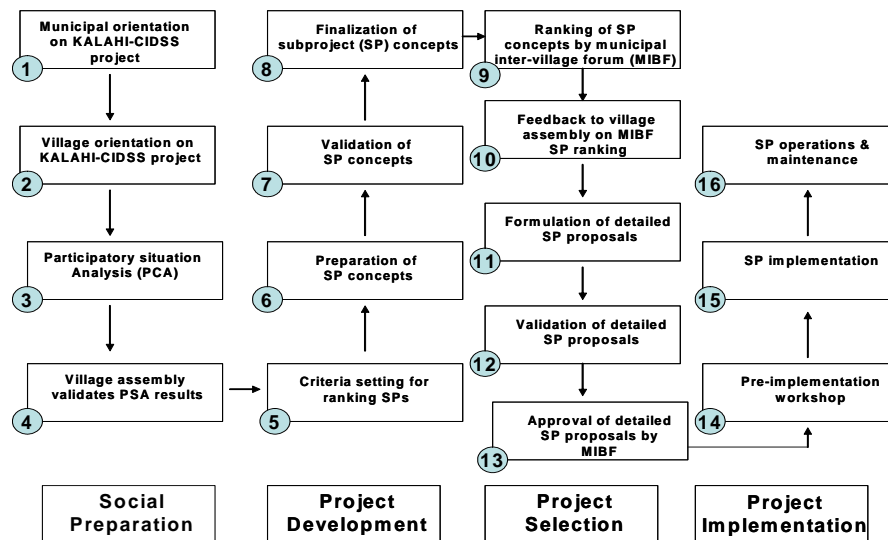 Municipal orientation
on KALAHI-CIDSS
project
1
Village orientation on
KALAHI-CIDSS project
2
Participatory situation
Analysis (PCA)
3
Village assembly
validates PSA results
4
Social
Preparation
Criteria setting for
ranking SPs
5
Preparation of
SP concepts
6
Validation of
SP concepts
7
Finalization of
subproject (SP) concepts
8
Project
Development
Ranking of SP
concepts by municipal
inter-village forum (MIBF)
9
Feedback to village
assembly on MIBF
SP ranking
10
Formulation of detailed
SP proposals
11
Validation of detailed
SP proposals
12
Approval of detailed
SP proposals by
MIBF
13
Project
Selection
Pre-implementation
workshop
14
SP implementation
15
SP operations &
maintenance
16
Project
Implementation